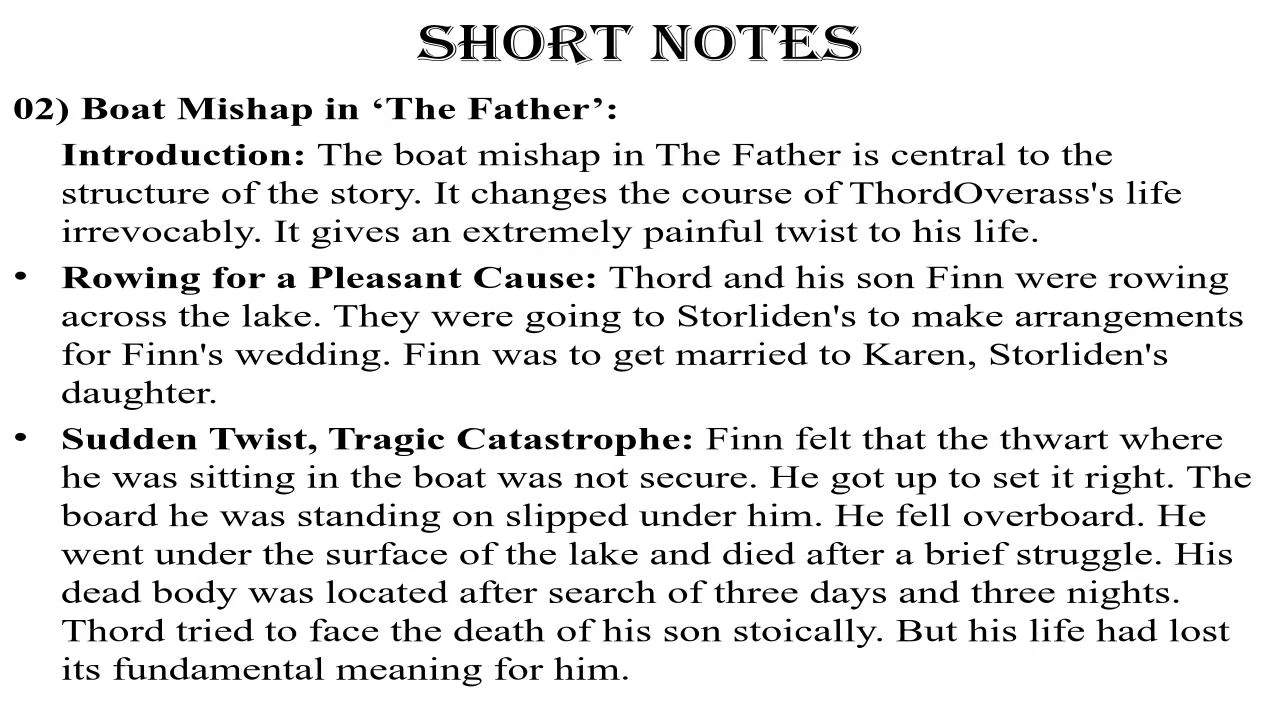 SHORT NOTES
02) Boat Mishap in ‘The Father’:
Introduction: The boat mishap in The Father is central to the
structure of the story. It changes the course of ThordOverass's life
irrevocably. It gives an extremely painful twist to his life.
• Rowing for a Pleasant Cause: Thord and his son Finn were rowing
across the lake. They were going to Storliden's to make arrangements
for Finn's wedding. Finn was to get married to Karen, Storliden's
daughter.
• Sudden Twist, Tragic Catastrophe: Finn felt that the thwart where
he was sitting in the boat was not secure. He got up to set it right. The
board he was standing on slipped under him. He fell overboard. He
went under the surface of the lake and died after a brief struggle. His
dead body was located after search of three days and three nights.
Thord tried to face the death of his son stoically. But his life had lost
its fundamental meaning for him.